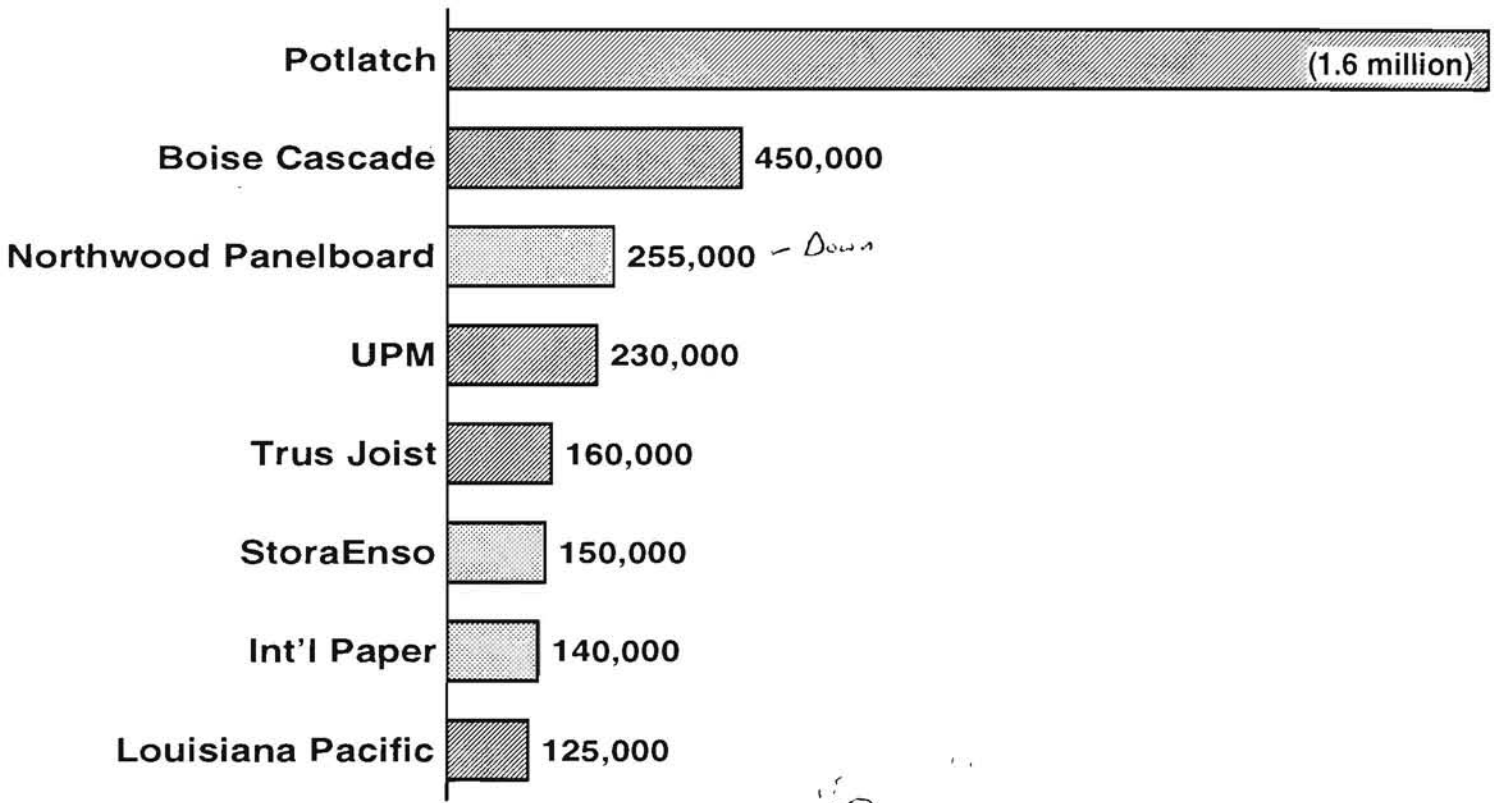 Potlatch (1.6 million)
Boise Cascade 450,000
Northwood Panelboard 255,000 - Down
UPM 230,000
Trus Joist 160,000
StoraEnso 150,000
Int'l Paper 140,000
Louisiana Pacific 125,000